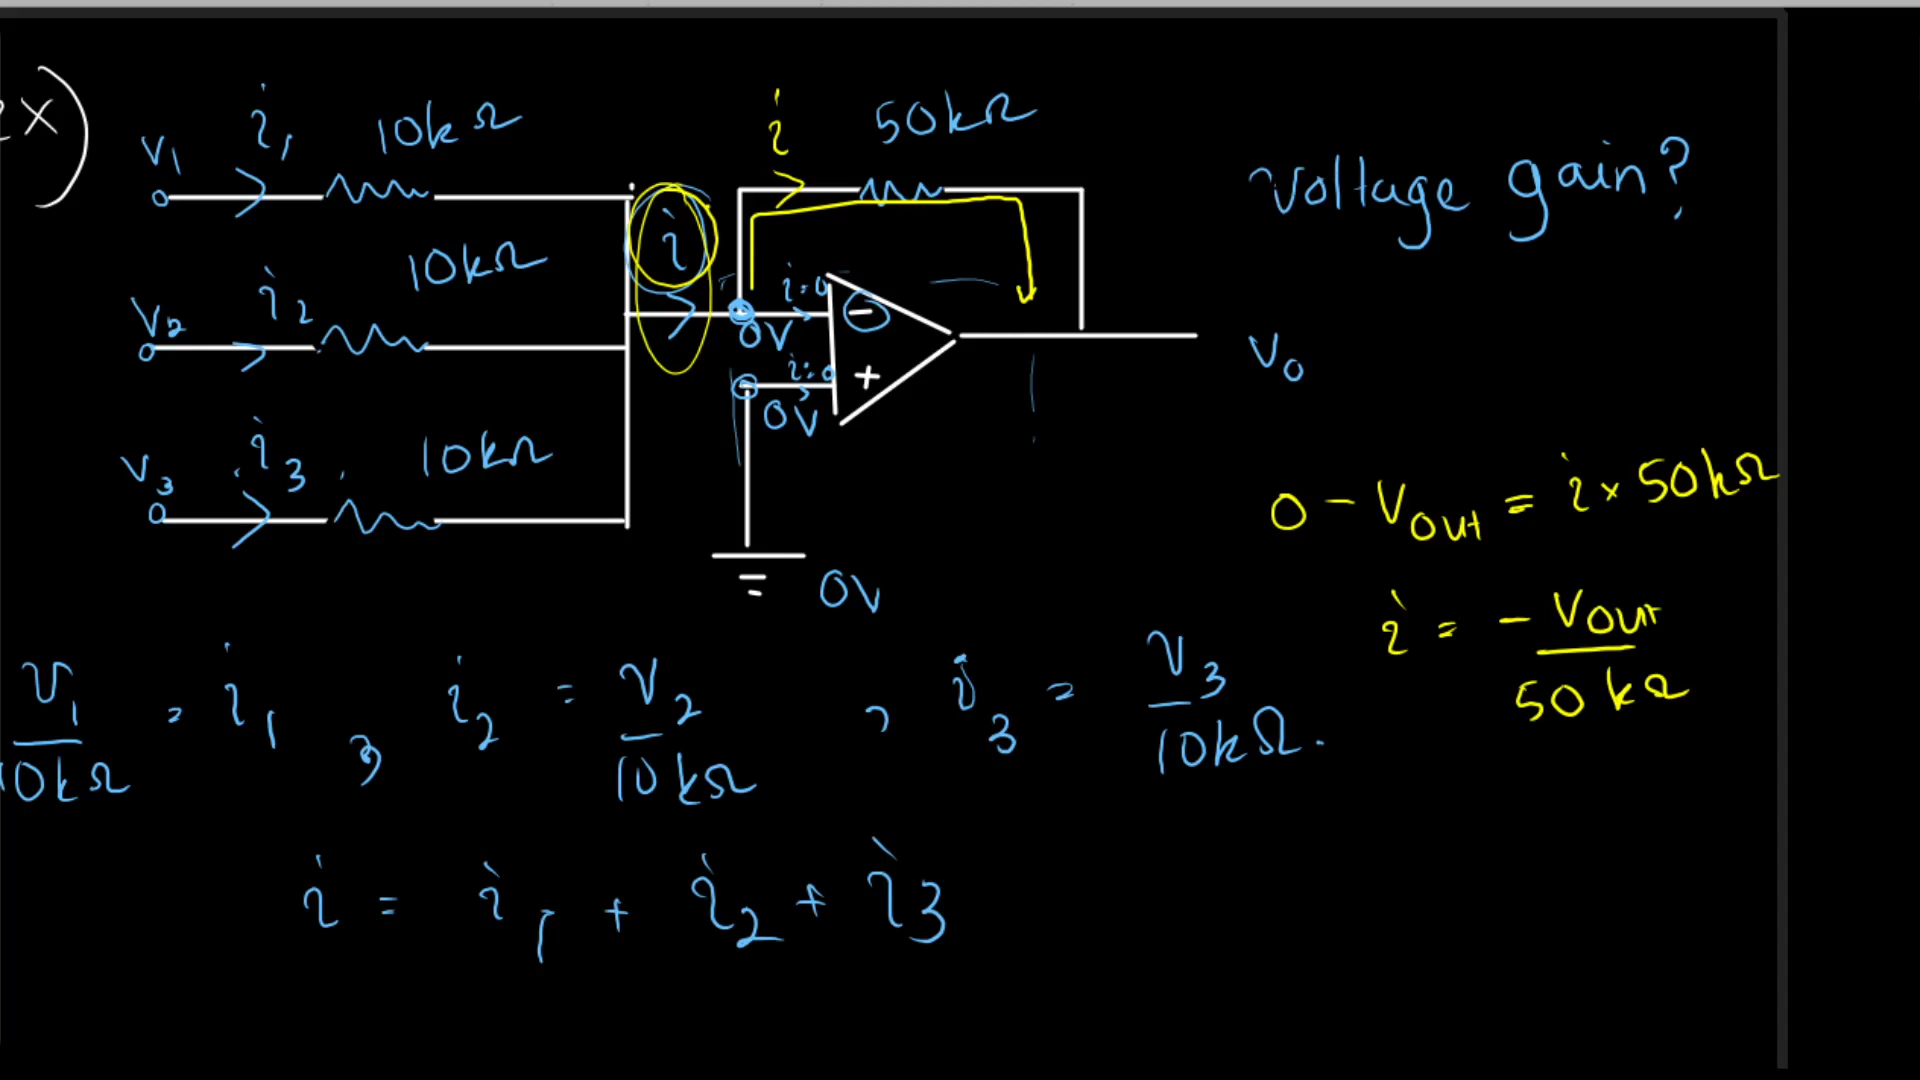 Ex)
V1 i1 10kΩ i 50kΩ
voltage gain?
i
V2 i2 10kΩ
i=0 -
0V
i=0 +
0V
V0
V3 i3 10kΩ
0 - Vout = i × 50kΩ
0V
i = - Vout / 50kΩ
V1 / 10kΩ = i1 , i2 = V2 / 10kΩ , i3 = V3 / 10kΩ.
i = i1 + i2 + i3